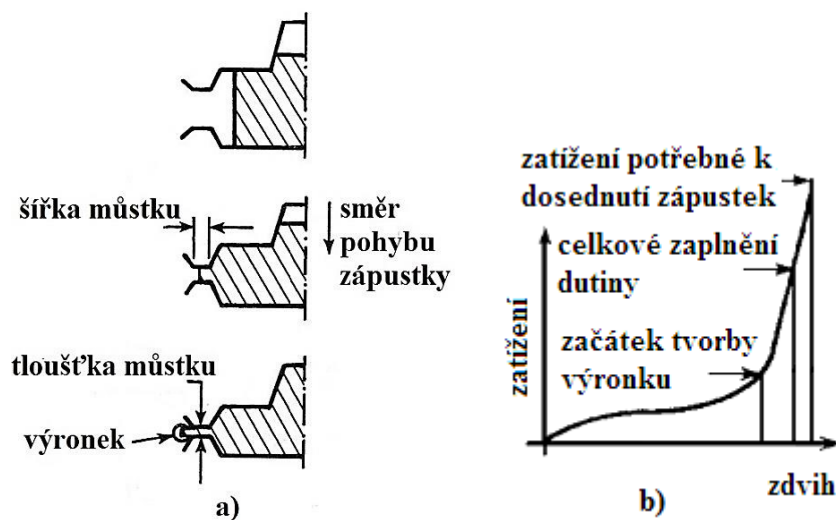 šířka můstku
směr
pohybu
zápustky
tloušťka můstku
výronek
a)
zatížení potřebné k
dosednutí zápustek
celkové zaplnění
dutiny
začátek tvorby
výronku
zatížení
zdvih
b)